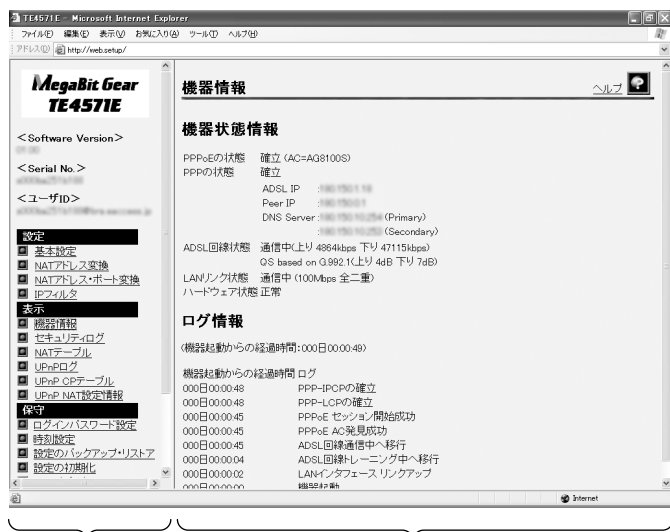 TE4571E - Microsoft Internet Explorer
ファイル(F) 編集(E) 表示(V) お気に入り(A) ツール(T) ヘルプ(H)
アドレス(D) http://web.setup/
MegaBit Gear
TE4571E
<Software Version>
<Serial No.>
<ユーザID>
設定
基本設定
NATアドレス変換
NATアドレス・ポート変換
IPフィルタ
表示
機器情報
セキュリティログ
NATテーブル
UPnPログ
UPnP CPテーブル
UPnP NAT設定情報
保守
ログインパスワード設定
時刻設定
設定のバックアップ・リストア
設定の初期化
機器情報
ヘルプ ?
機器状態情報
PPPoEの状態 確立 (AC=AG8100S)
PPPの状態 確立
ADSL IP :
Peer IP :
DNS Server : (Primary)
: (Secondary)
ADSL回線状態 通信中(上り 4864kbps 下り 47115kbps)
QS based on G.992.1(上り 4dB 下り 7dB)
LANリンク状態 通信中 (100Mbps 全二重)
ハードウェア状態 正常
ログ情報
(機器起動からの経過時間:000日00:00:49)
機器起動からの経過時間 ログ
000日00:00:48 PPP-IPCPの確立
000日00:00:48 PPP-LCPの確立
000日00:00:45 PPPoE セッション開始成功
000日00:00:45 PPPoE AC発見成功
000日00:00:45 ADSL回線通信中へ移行
000日00:00:04 ADSL回線トレーニング中へ移行
000日00:00:02 LANインタフェース リンクアップ
000日00:00:00 機器起動
Internet